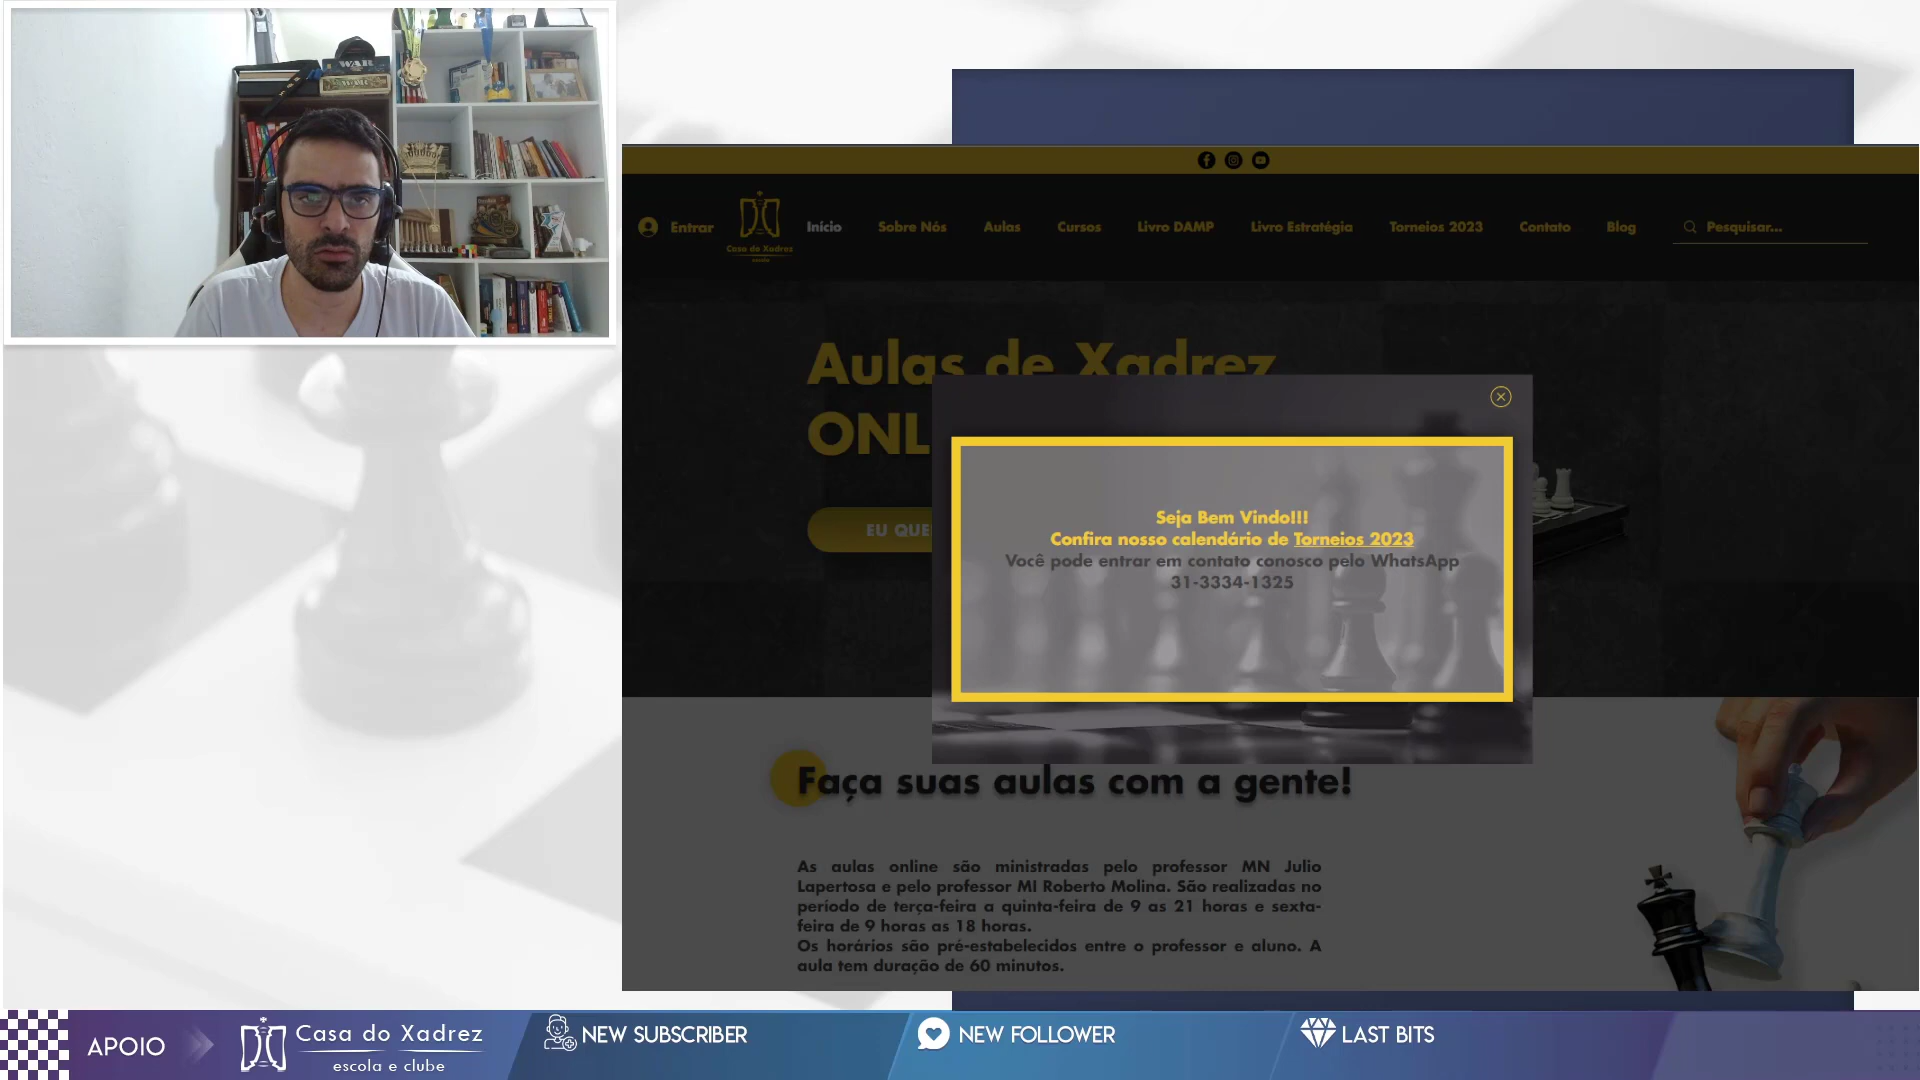 WAR
Entrar
Casa do Xadrez
escola
Início
Sobre Nós
Aulas
Cursos
Livro DAMP
Livro Estratégia
Torneios 2023
Contato
Blog
Pesquisar...
Aulas de Xadrez
ONL
EU QUE
Seja Bem Vindo!!!
Confira nosso calendário de Torneios 2023
Você pode entrar em contato conosco pelo WhatsApp
31-3334-1325
Faça suas aulas com a gente!
As aulas online são ministradas pelo professor MN Julio
Lapertosa e pelo professor MI Roberto Molina. São realizadas no
período de terça-feira a quinta-feira de 9 as 21 horas e sexta-
feira de 9 horas as 18 horas.
Os horários são pré-estabelecidos entre o professor e aluno. A
aula tem duração de 60 minutos.
APOIO
Casa do Xadrez
escola e clube
NEW SUBSCRIBER
NEW FOLLOWER
LAST BITS